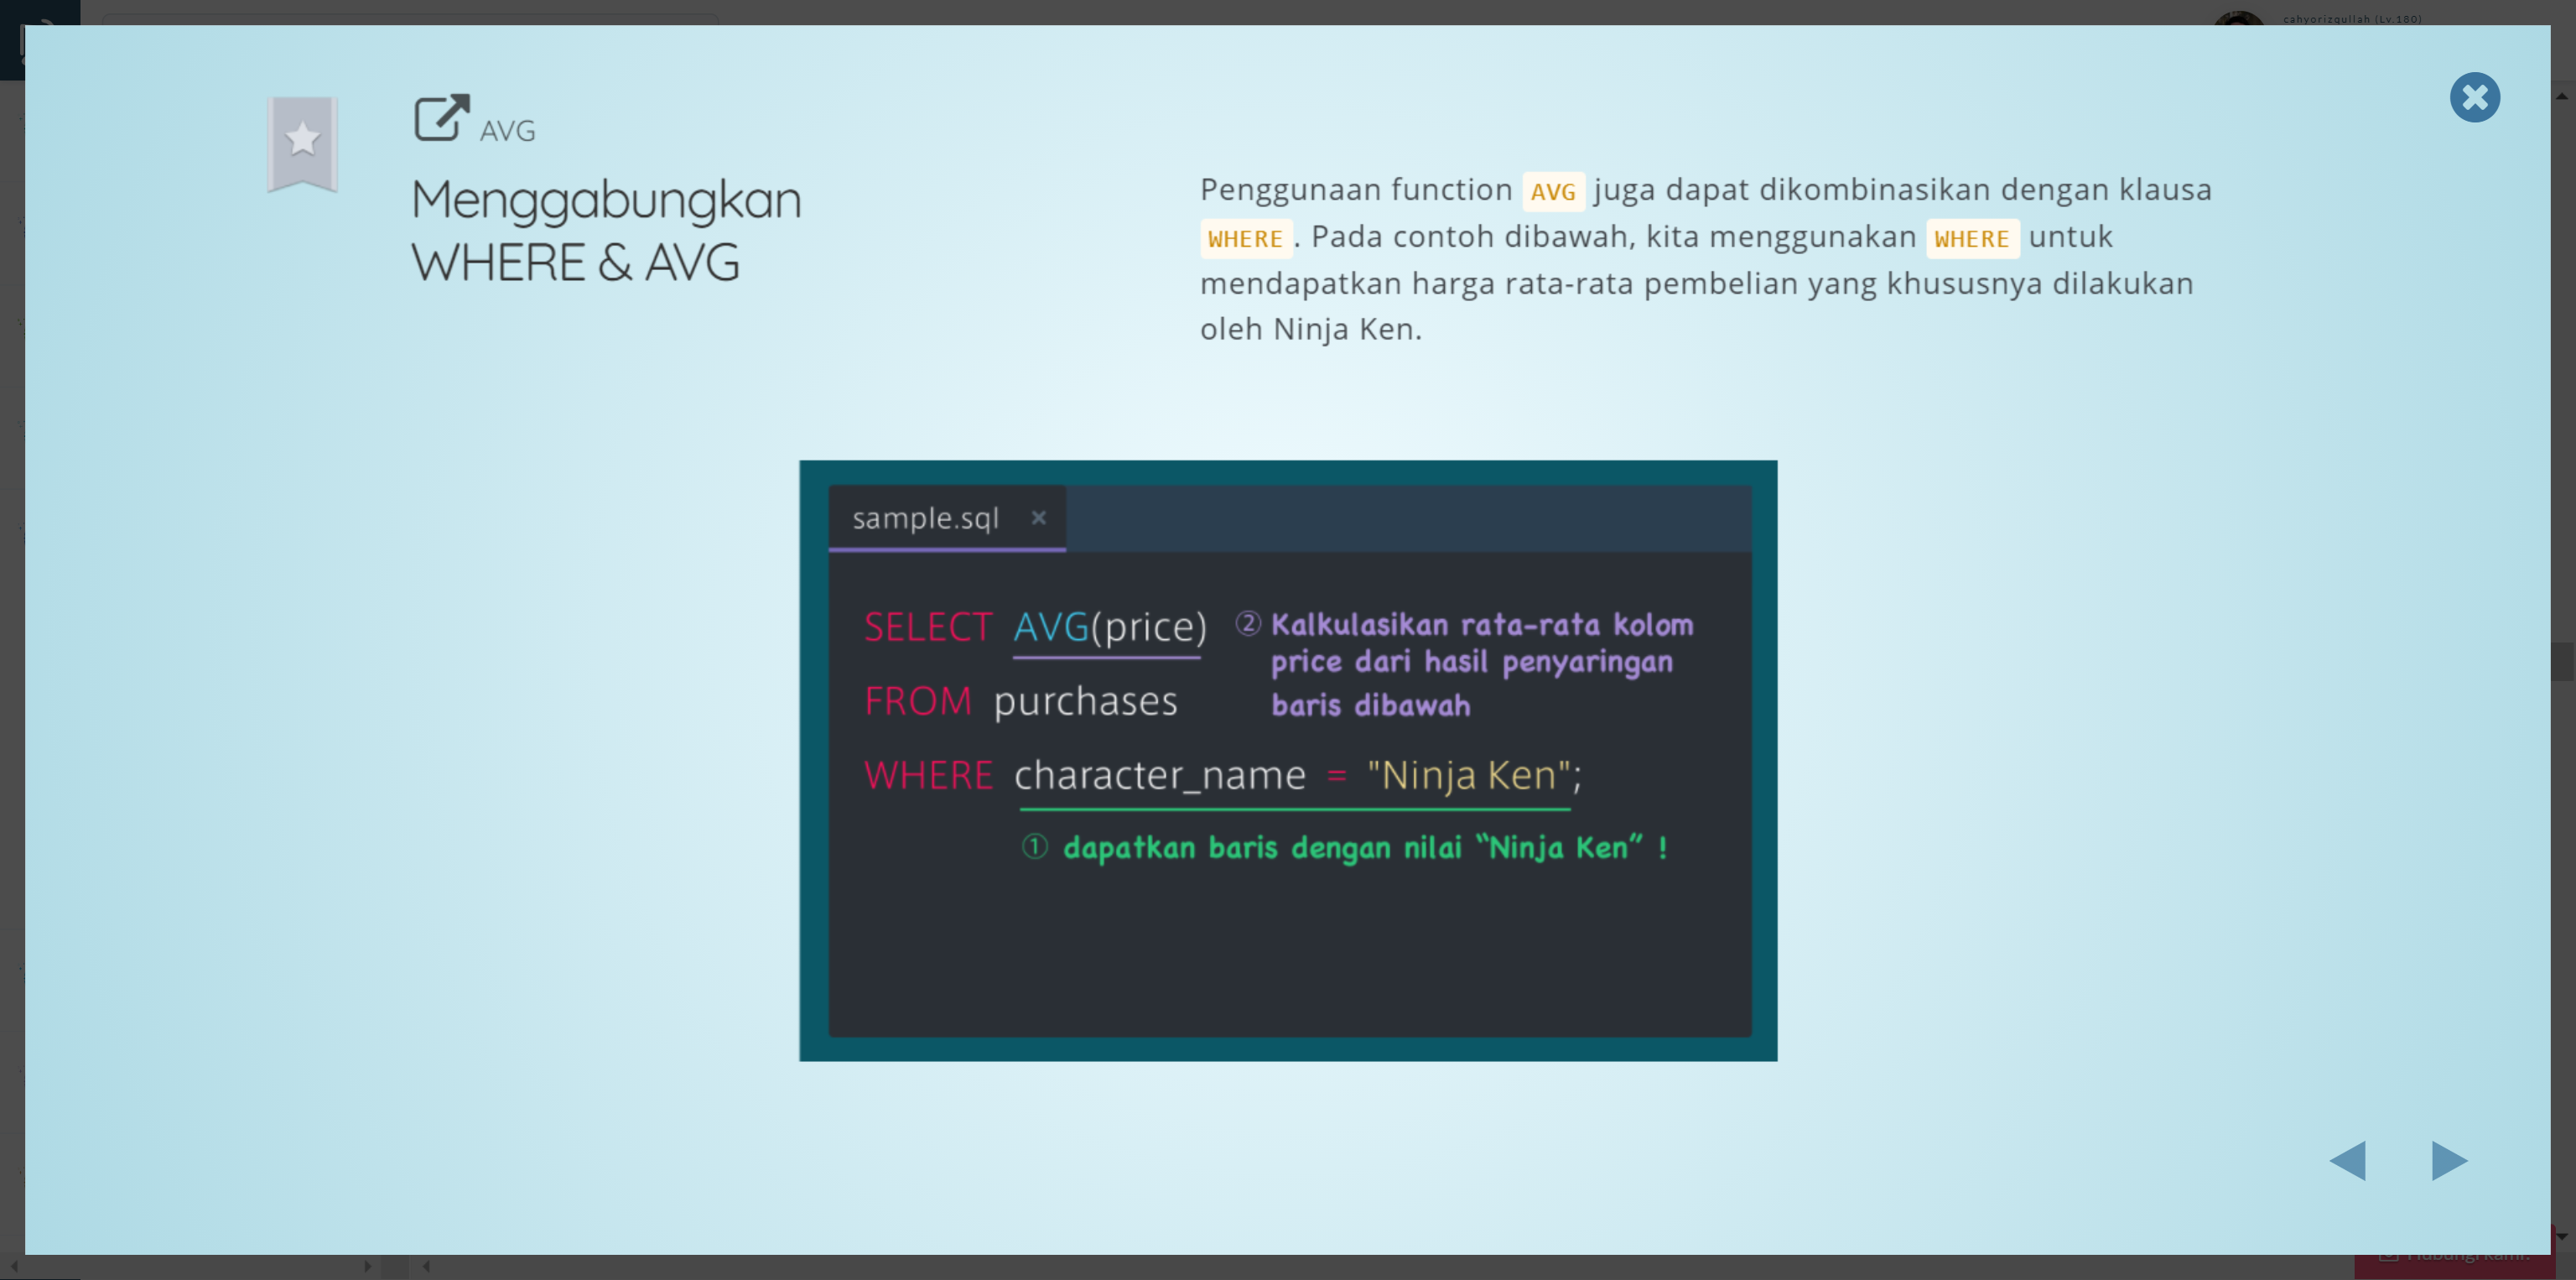 cahyorizqullah (Lv.180)
AVG
Menggabungkan
WHERE & AVG
Penggunaan function AVG juga dapat dikombinasikan dengan klausa
WHERE. Pada contoh dibawah, kita menggunakan WHERE untuk
mendapatkan harga rata-rata pembelian yang khususnya dilakukan
oleh Ninja Ken.
sample.sql
SELECT AVG(price)
② Kalkulasikan rata-rata kolom
price dari hasil penyaringan
baris dibawah
FROM purchases
WHERE character_name = "Ninja Ken";
① dapatkan baris dengan nilai “Ninja Ken” !
Hubungi kami.